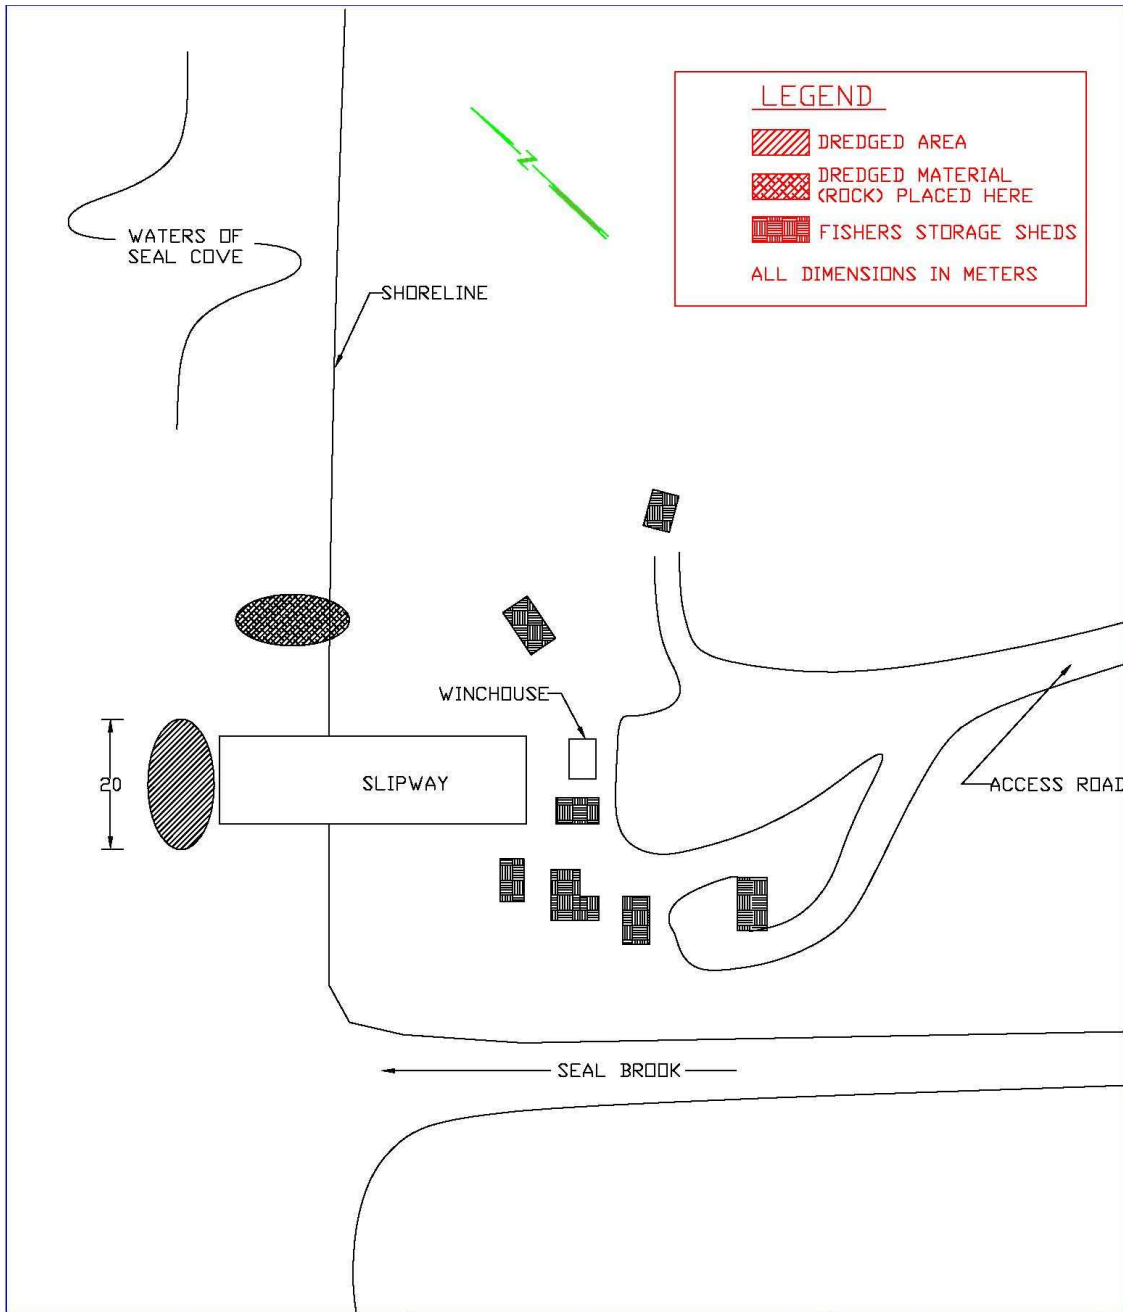 LEGEND
DREDGED AREA
DREDGED MATERIAL
(ROCK) PLACED HERE
FISHERS STORAGE SHEDS
ALL DIMENSIONS IN METERS
N
WATERS OF
SEAL COVE
SHORELINE
WINCHOUSE
20
SLIPWAY
ACCESS ROAD
SEAL BROOK